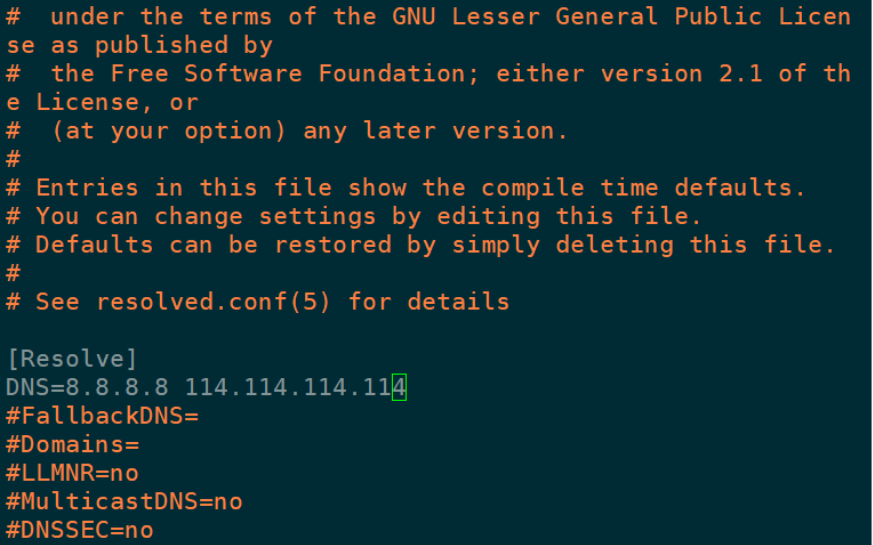 #  under the terms of the GNU Lesser General Public Licen
se as published by
#  the Free Software Foundation; either version 2.1 of th
e License, or
#  (at your option) any later version.
#
# Entries in this file show the compile time defaults.
# You can change settings by editing this file.
# Defaults can be restored by simply deleting this file.
#
# See resolved.conf(5) for details

[Resolve]
DNS=8.8.8.8 114.114.114.114
#FallbackDNS=
#Domains=
#LLMNR=no
#MulticastDNS=no
#DNSSEC=no